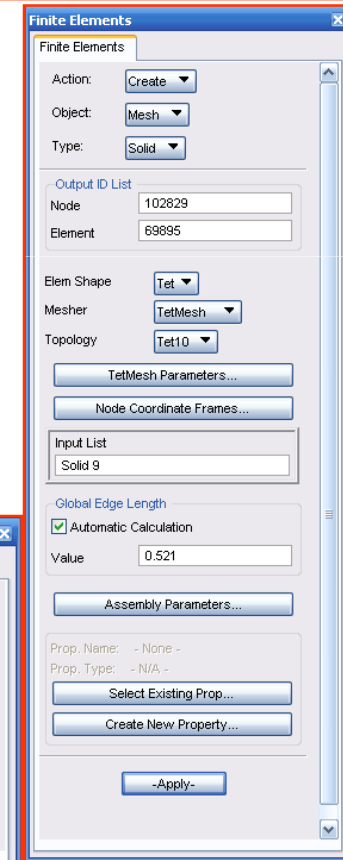 Finite Elements
Finite Elements
Action: Create
Object: Mesh
Type: Solid
Output ID List
Node 102829
Element 69895
Elem Shape Tet
Mesher TetMesh
Topology Tet10
TetMesh Parameters...
Node Coordinate Frames...
Input List
Solid 9
Global Edge Length
Automatic Calculation
Value 0.521
Assembly Parameters...
Prop. Name: - None -
Prop. Type: - N/A -
Select Existing Prop...
Create New Property...
-Apply-